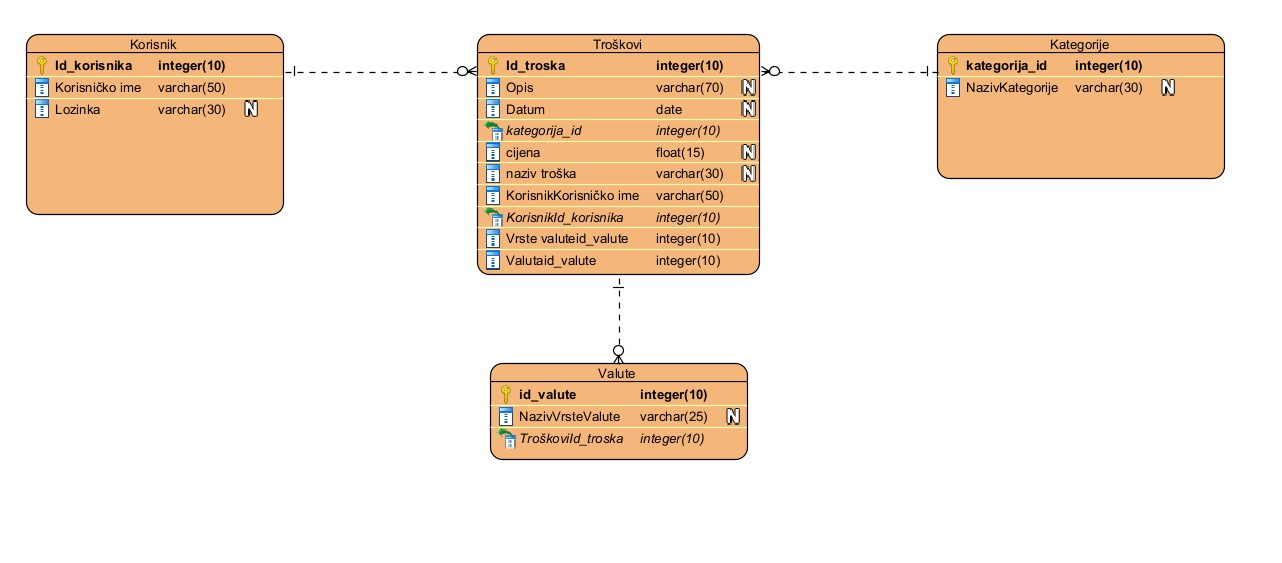 Korisnik
Id_korisnika integer(10)
Korisničko ime varchar(50)
Lozinka varchar(30) N
Troškovi
Id_troska integer(10)
Opis varchar(70) N
Datum date N
kategorija_id integer(10)
cijena float(15) N
naziv troška varchar(30) N
KorisnikKorisničko ime varchar(50)
KorisnikId_korisnika integer(10)
Vrste valuteid_valute integer(10)
Valutaid_valute integer(10)
Kategorije
kategorija_id integer(10)
NazivKategorije varchar(30) N
Valute
id_valute integer(10)
NazivVrsteValute varchar(25) N
TroškoviId_troska integer(10)